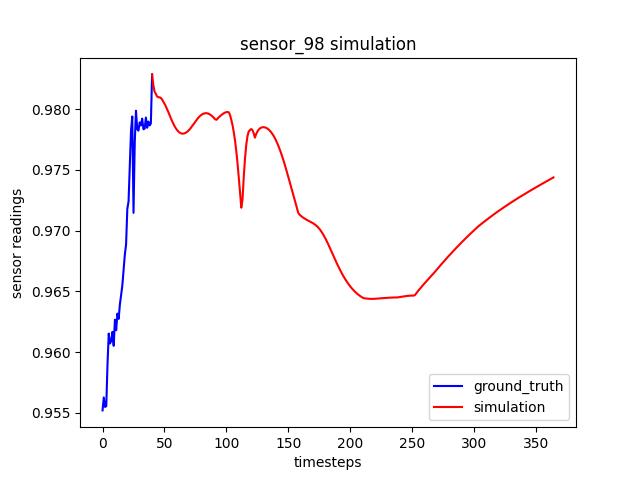 sensor_98 simulation
sensor readings
0.980
0.975
0.970
0.965
0.960
0.955
ground_truth
simulation
0 50 100 150 200 250 300 350
timesteps